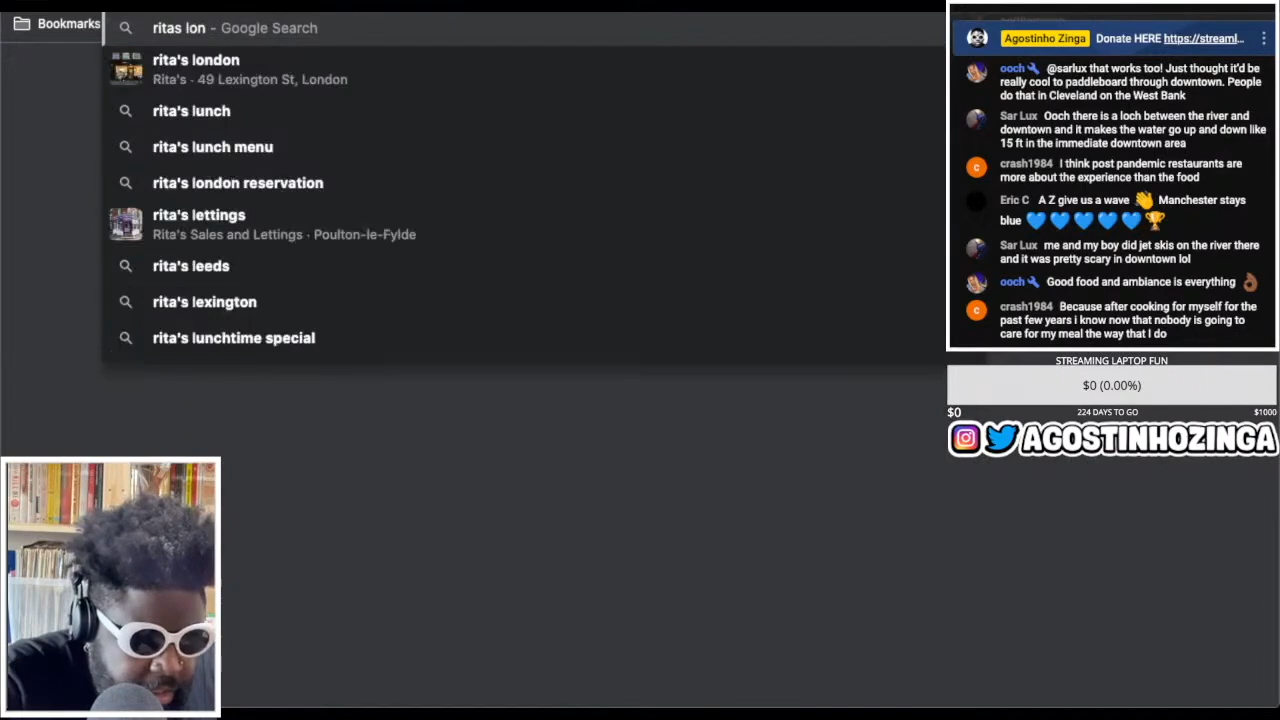 Bookmarks
ritas lon - Google Search
rita's london
Rita's - 49 Lexington St, London
rita's lunch
rita's lunch menu
rita's london reservation
rita's lettings
Rita's Sales and Lettings · Poulton-le-Fylde
rita's leeds
rita's lexington
rita's lunchtime special
Agostinho Zinga Donate HERE https://streaml...
ooch @sarlux that works too! Just thought it'd be
really cool to paddleboard through downtown. People
do that in Cleveland on the West Bank
Sar Lux Ooch there is a loch between the river and
downtown and it makes the water go up and down like
15 ft in the immediate downtown area
crash1984 I think post pandemic restaurants are
more about the experience than the food
Eric C A Z give us a wave 👏 Manchester stays
blue 💙💙💙💙💙🏆
Sar Lux me and my boy did jet skis on the river there
and it was pretty scary in downtown lol
ooch Good food and ambiance is everything 👌🏾
crash1984 Because after cooking for myself for the
past few years i know now that nobody is going to
care for my meal the way that I do
STREAMING LAPTOP FUN
$0 (0.00%)
$0 224 DAYS TO GO $1000
AGOSTINHOZINGA